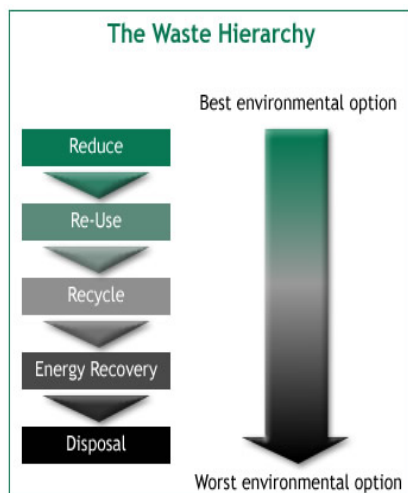 The Waste Hierarchy
Best environmental option
Reduce
Re-Use
Recycle
Energy Recovery
Disposal
Worst environmental option